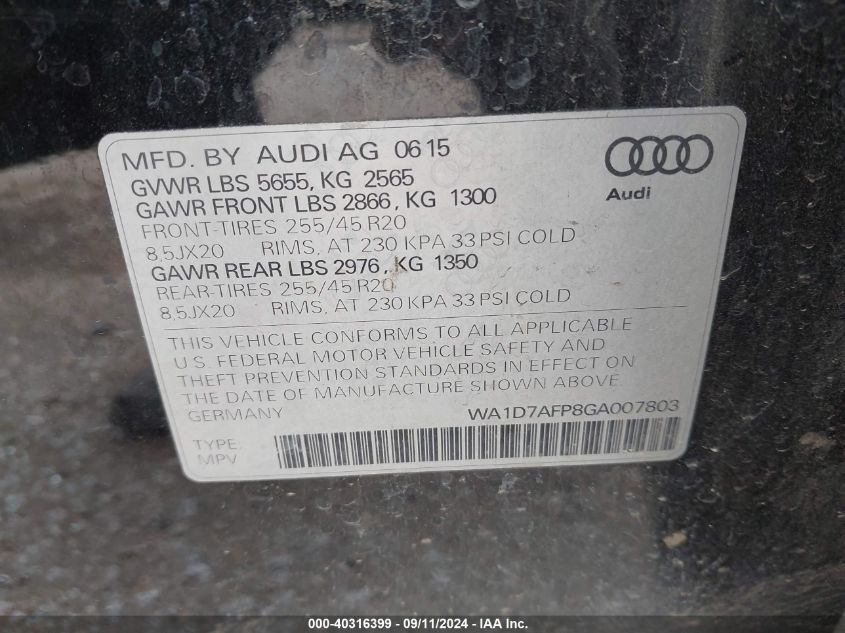 MFD. BY AUDI AG 06 15
GVWR LBS 5655, KG 2565
GAWR FRONT LBS 2866, KG 1300
FRONT-TIRES 255/45 R20
8,5JX20 RIMS, AT 230 KPA 33 PSI COLD
GAWR REAR LBS 2976, KG 1350
REAR-TIRES 255/45 R20
8,5JX20 RIMS, AT 230 KPA 33 PSI COLD
Audi
THIS VEHICLE CONFORMS TO ALL APPLICABLE
U.S. FEDERAL MOTOR VEHICLE SAFETY AND
THEFT PREVENTION STANDARDS IN EFFECT ON
THE DATE OF MANUFACTURE SHOWN ABOVE
GERMANY WA1D7AFP8GA007803
TYPE:
MPV
000-40316399 - 09/11/2024 - IAA Inc.